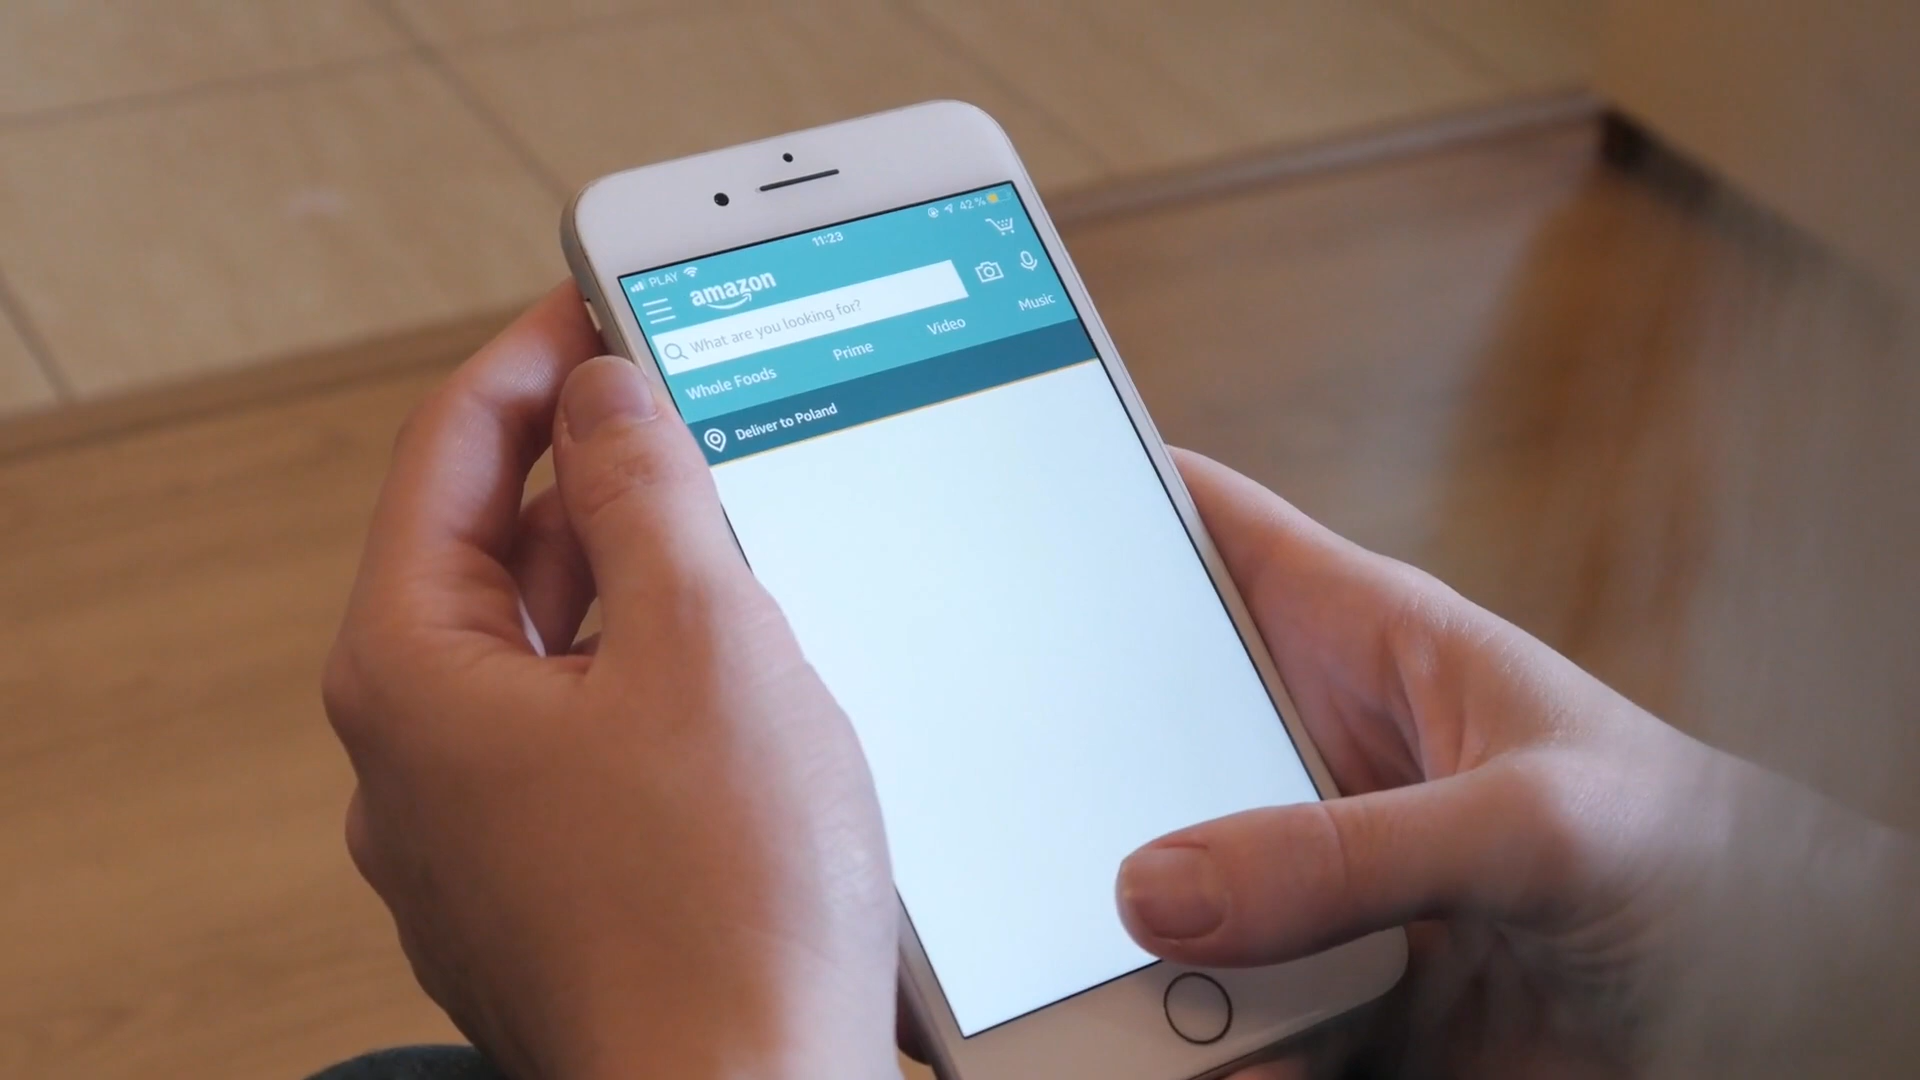 PLAY 11:23 42 %
amazon
What are you looking for?
Whole Foods Prime Video Music
Deliver to Poland